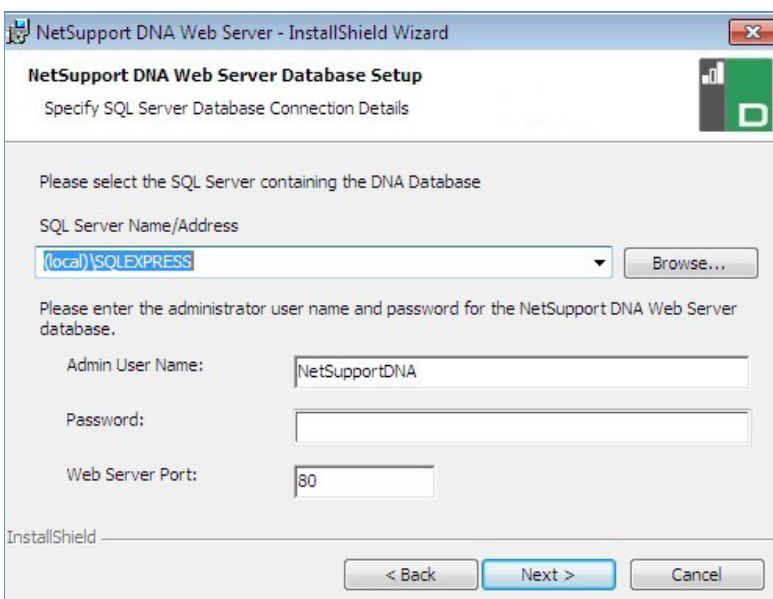 NetSupport DNA Web Server - InstallShield Wizard
NetSupport DNA Web Server Database Setup
Specify SQL Server Database Connection Details
D
Please select the SQL Server containing the DNA Database
SQL Server Name/Address
(local)\SQLEXPRESS
Browse...
Please enter the administrator user name and password for the NetSupport DNA Web Server
database.
Admin User Name:
NetSupportDNA
Password:
Web Server Port:
80
InstallShield
< Back
Next >
Cancel